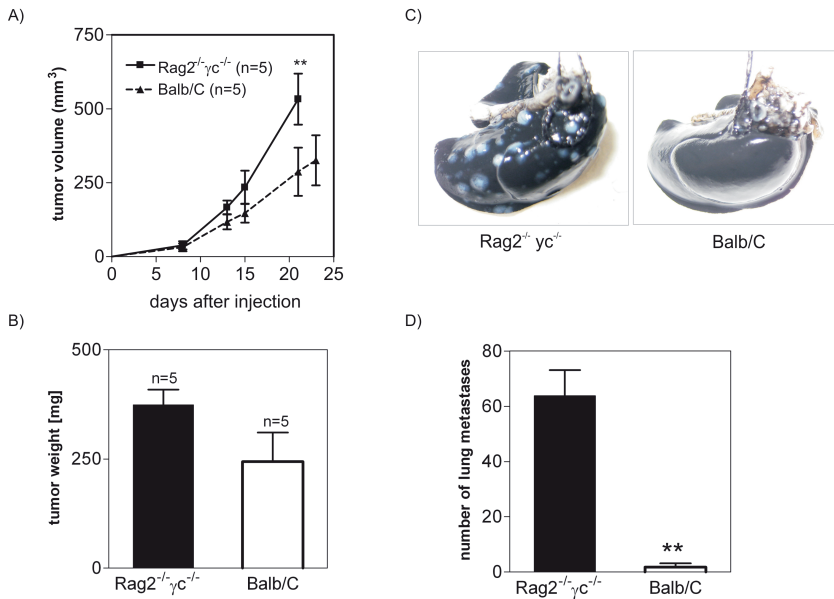 A)
750
500
250
0
tumor volume (mm³)
Rag2⁻/⁻γc⁻/⁻ (n=5)
Balb/C (n=5)
**
0 5 10 15 20 25
days after injection
B)
500
250
0
tumor weight [mg]
n=5
n=5
Rag2⁻/⁻γc⁻/⁻ Balb/C
C)
Rag2⁻/⁻ yc⁻/⁻ Balb/C
D)
80
60
40
20
0
number of lung metastases
**
Rag2⁻/⁻γc⁻/⁻ Balb/C